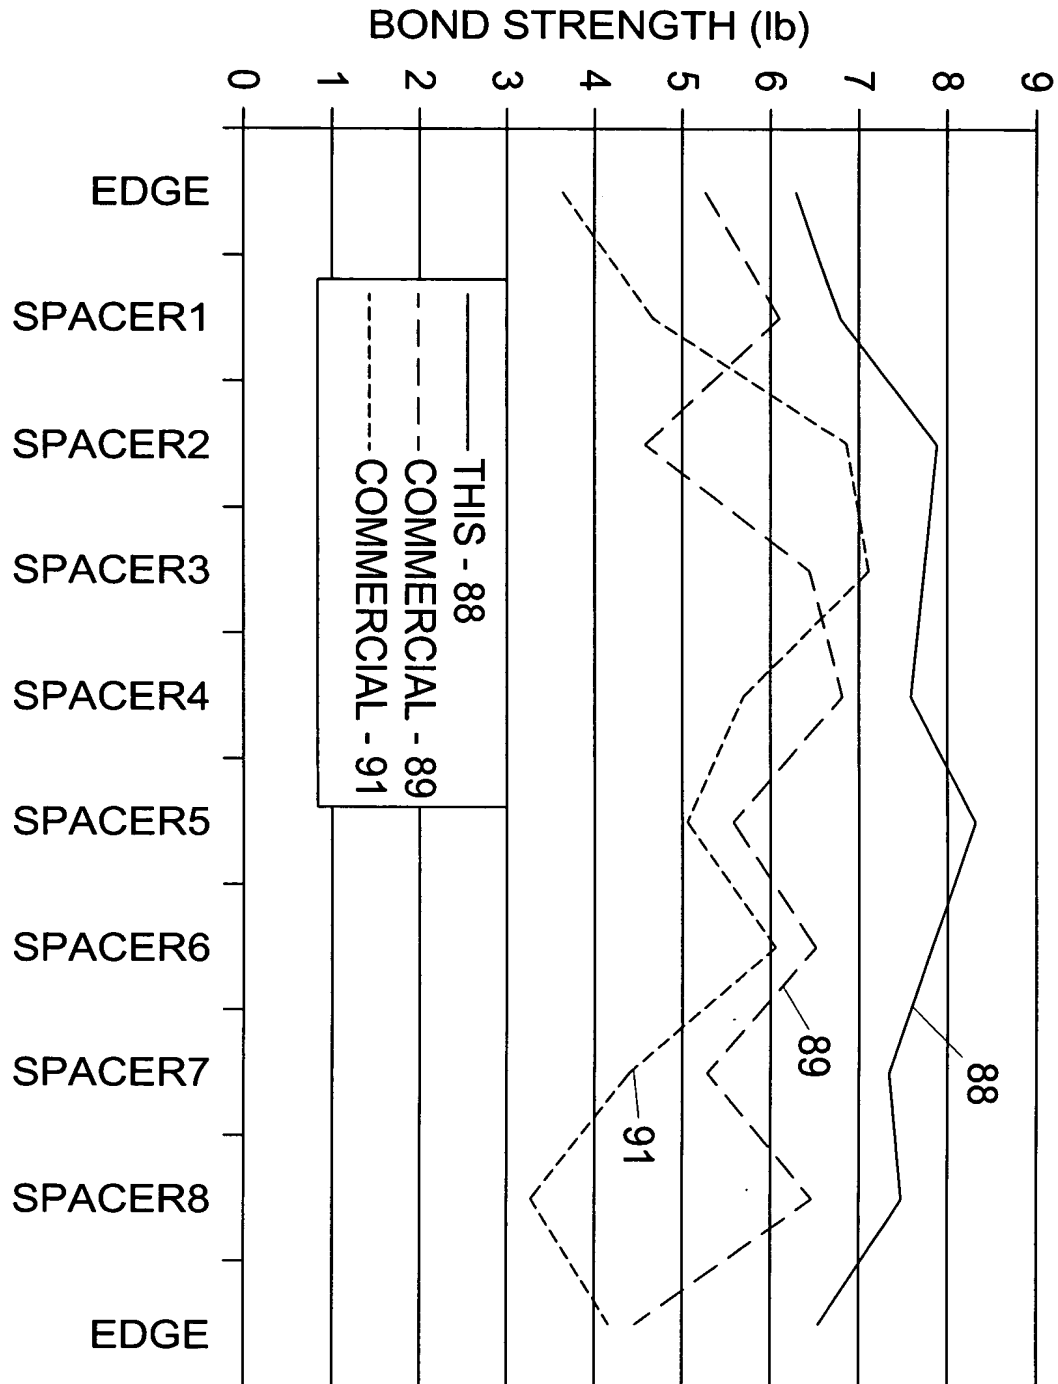 BOND STRENGTH (lb)
0
1
2
3
4
5
6
7
8
9
EDGE
SPACER1
SPACER2
SPACER3
SPACER4
SPACER5
SPACER6
SPACER7
SPACER8
EDGE
THIS - 88
COMMERCIAL - 89
COMMERCIAL - 91
88
89
91